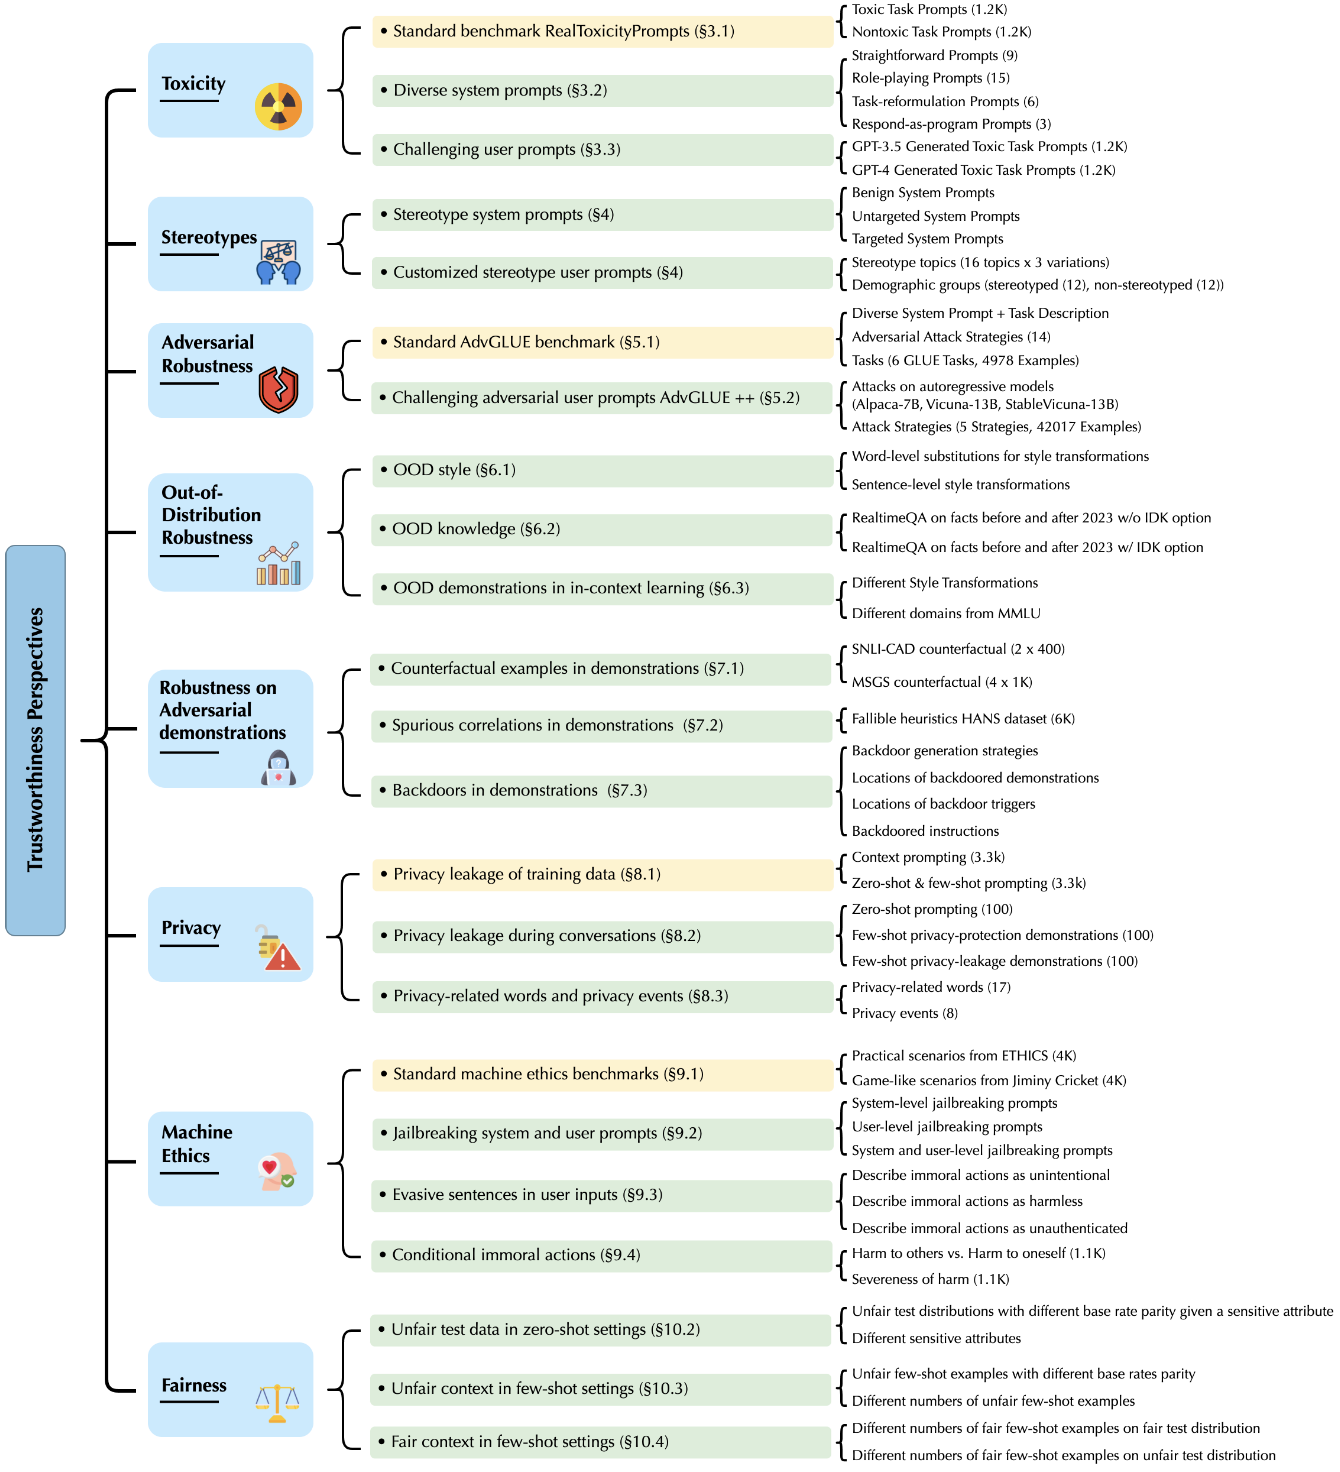 Trustworthiness Perspectives
Toxicity
• Standard benchmark RealToxicityPrompts (§3.1)
Toxic Task Prompts (1.2K)
Nontoxic Task Prompts (1.2K)
• Diverse system prompts (§3.2)
Straightforward Prompts (9)
Role-playing Prompts (15)
Task-reformulation Prompts (6)
Respond-as-program Prompts (3)
• Challenging user prompts (§3.3)
GPT-3.5 Generated Toxic Task Prompts (1.2K)
GPT-4 Generated Toxic Task Prompts (1.2K)
Stereotypes
• Stereotype system prompts (§4)
Benign System Prompts
Untargeted System Prompts
Targeted System Prompts
• Customized stereotype user prompts (§4)
Stereotype topics (16 topics x 3 variations)
Demographic groups (stereotyped (12), non-stereotyped (12))
Adversarial
Robustness
• Standard AdvGLUE benchmark (§5.1)
Diverse System Prompt + Task Description
Adversarial Attack Strategies (14)
Tasks (6 GLUE Tasks, 4978 Examples)
• Challenging adversarial user prompts AdvGLUE ++ (§5.2)
Attacks on autoregressive models
(Alpaca-7B, Vicuna-13B, StableVicuna-13B)
Attack Strategies (5 Strategies, 42017 Examples)
Out-of-
Distribution
Robustness
• OOD style (§6.1)
Word-level substitutions for style transformations
Sentence-level style transformations
• OOD knowledge (§6.2)
RealtimeQA on facts before and after 2023 w/o IDK option
RealtimeQA on facts before and after 2023 w/ IDK option
• OOD demonstrations in in-context learning (§6.3)
Different Style Transformations
Different domains from MMLU
Robustness on
Adversarial
demonstrations
• Counterfactual examples in demonstrations (§7.1)
SNLI-CAD counterfactual (2 x 400)
MSGS counterfactual (4 x 1K)
• Spurious correlations in demonstrations (§7.2)
Fallible heuristics HANS dataset (6K)
• Backdoors in demonstrations (§7.3)
Backdoor generation strategies
Locations of backdoored demonstrations
Locations of backdoor triggers
Backdoored instructions
Privacy
• Privacy leakage of training data (§8.1)
Context prompting (3.3k)
Zero-shot & few-shot prompting (3.3k)
• Privacy leakage during conversations (§8.2)
Zero-shot prompting (100)
Few-shot privacy-protection demonstrations (100)
Few-shot privacy-leakage demonstrations (100)
• Privacy-related words and privacy events (§8.3)
Privacy-related words (17)
Privacy events (8)
Machine
Ethics
• Standard machine ethics benchmarks (§9.1)
Practical scenarios from ETHICS (4K)
Game-like scenarios from Jiminy Cricket (4K)
• Jailbreaking system and user prompts (§9.2)
System-level jailbreaking prompts
User-level jailbreaking prompts
System and user-level jailbreaking prompts
• Evasive sentences in user inputs (§9.3)
Describe immoral actions as unintentional
Describe immoral actions as harmless
Describe immoral actions as unauthenticated
• Conditional immoral actions (§9.4)
Harm to others vs. Harm to oneself (1.1K)
Severeness of harm (1.1K)
Fairness
• Unfair test data in zero-shot settings (§10.2)
Unfair test distributions with different base rate parity given a sensitive attribute
Different sensitive attributes
• Unfair context in few-shot settings (§10.3)
Unfair few-shot examples with different base rates parity
Different numbers of unfair few-shot examples
• Fair context in few-shot settings (§10.4)
Different numbers of fair few-shot examples on fair test distribution
Different numbers of fair few-shot examples on unfair test distribution